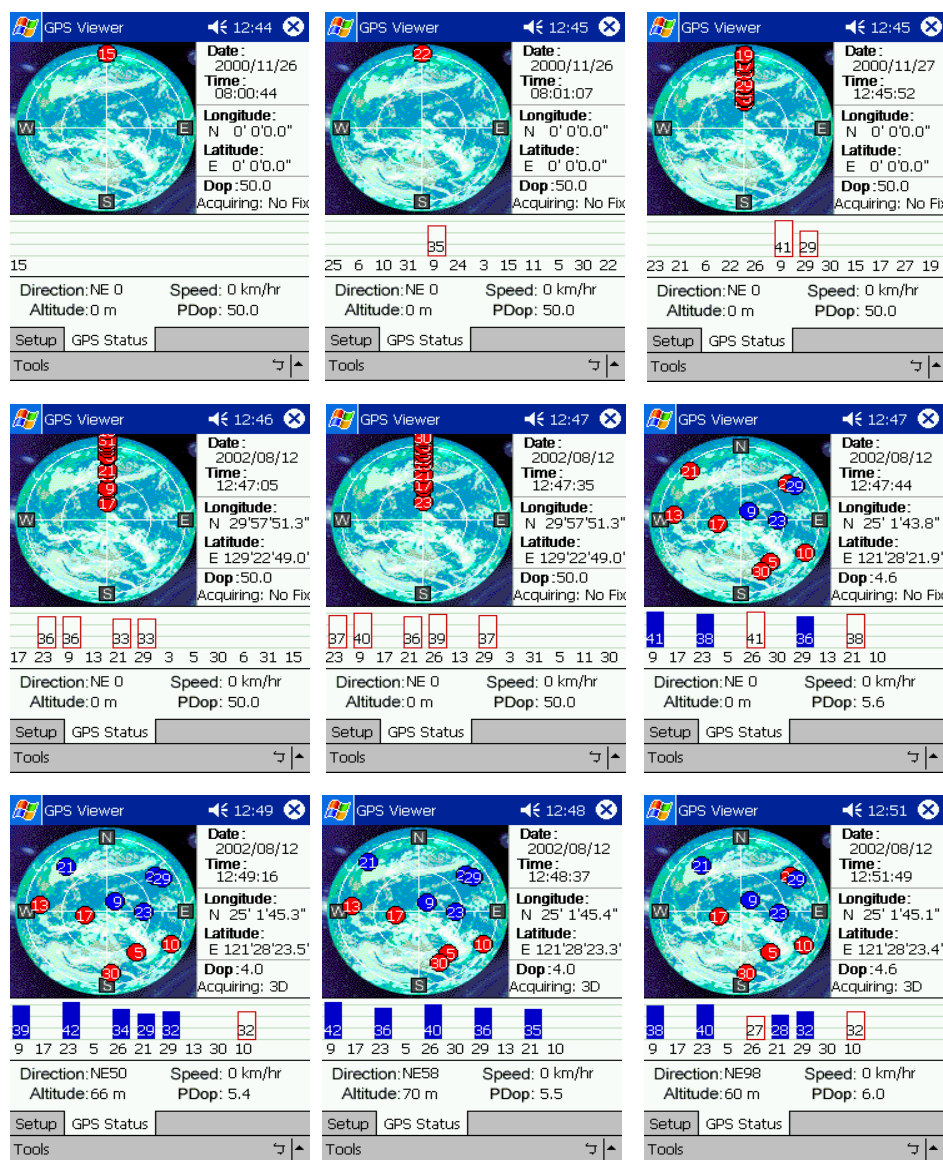 GPS Viewer 12:44
15
W E
S
Date:
2000/11/26
Time:
08:00:44
Longitude:
N 0' 0'0.0"
Latitude:
E 0' 0'0.0"
Dop:50.0
Acquiring: No Fix
15
Direction:NE 0 Speed: 0 km/hr
Altitude:0 m PDop: 50.0
Setup GPS Status
Tools
GPS Viewer 12:45
22
W E
S
Date:
2000/11/26
Time:
08:01:07
Longitude:
N 0' 0'0.0"
Latitude:
E 0' 0'0.0"
Dop:50.0
Acquiring: No Fix
35
25 6 10 31 9 24 3 15 11 5 30 22
Direction:NE 0 Speed: 0 km/hr
Altitude:0 m PDop: 50.0
Setup GPS Status
Tools
GPS Viewer 12:45
19
W E
S
Date:
2000/11/27
Time:
12:45:52
Longitude:
N 0' 0'0.0"
Latitude:
E 0' 0'0.0"
Dop:50.0
Acquiring: No Fix
41 29
23 21 6 22 26 9 29 30 15 17 27 19
Direction:NE 0 Speed: 0 km/hr
Altitude:0 m PDop: 50.0
Setup GPS Status
Tools
GPS Viewer 12:46
21
9
17
W E
S
Date:
2002/08/12
Time:
12:47:05
Longitude:
N 29'57'51.3"
Latitude:
E 129'22'49.0'
Dop:50.0
Acquiring: No Fix
36 36 33 33
17 23 9 13 21 29 3 5 30 6 31 15
Direction:NE 0 Speed: 0 km/hr
Altitude:0 m PDop: 50.0
Setup GPS Status
Tools
GPS Viewer 12:47
30
17
23
W E
S
Date:
2002/08/12
Time:
12:47:35
Longitude:
N 29'57'51.3"
Latitude:
E 129'22'49.0'
Dop:50.0
Acquiring: No Fix
37 40 36 39 37
23 9 21 26 13 29 3 31 5 11 30
Direction:NE 0 Speed: 0 km/hr
Altitude:0 m PDop: 50.0
Setup GPS Status
Tools
GPS Viewer 12:47
N
21
29
13 9
W 17 23 E
10
5
30
S
Date:
2002/08/12
Time:
12:47:44
Longitude:
N 25' 1'43.8"
Latitude:
E 121'28'21.9'
Dop:4.6
Acquiring: No Fix
41 38 41 36 38
9 17 23 5 26 30 29 13 21 10
Direction:NE 0 Speed: 0 km/hr
Altitude:0 m PDop: 5.6
Setup GPS Status
Tools
GPS Viewer 12:49
N
21
29
13 9
W 17 23 E
10
5
30
S
Date:
2002/08/12
Time:
12:49:16
Longitude:
N 25' 1'45.3"
Latitude:
E 121'28'23.5'
Dop:4.0
Acquiring: 3D
39 42 34 29 32 32
9 17 23 5 26 21 29 13 30 10
Direction:NE50 Speed: 0 km/hr
Altitude:66 m PDop: 5.4
Setup GPS Status
Tools
GPS Viewer 12:48
N
21
29
13 9
W 17 23 E
10
5
30
S
Date:
2002/08/12
Time:
12:48:37
Longitude:
N 25' 1'45.4"
Latitude:
E 121'28'23.3'
Dop:4.0
Acquiring: 3D
42 36 40 36 35
9 17 23 5 26 30 29 13 21 10
Direction:NE58 Speed: 0 km/hr
Altitude:70 m PDop: 5.5
Setup GPS Status
Tools
GPS Viewer 12:51
N
21
29
9
W 17 23 E
10
5
30
S
Date:
2002/08/12
Time:
12:51:49
Longitude:
N 25' 1'45.1"
Latitude:
E 121'28'23.4'
Dop:4.6
Acquiring: 3D
38 40 27 28 32 32
9 17 23 5 26 21 29 30 10
Direction:NE98 Speed: 0 km/hr
Altitude:60 m PDop: 6.0
Setup GPS Status
Tools